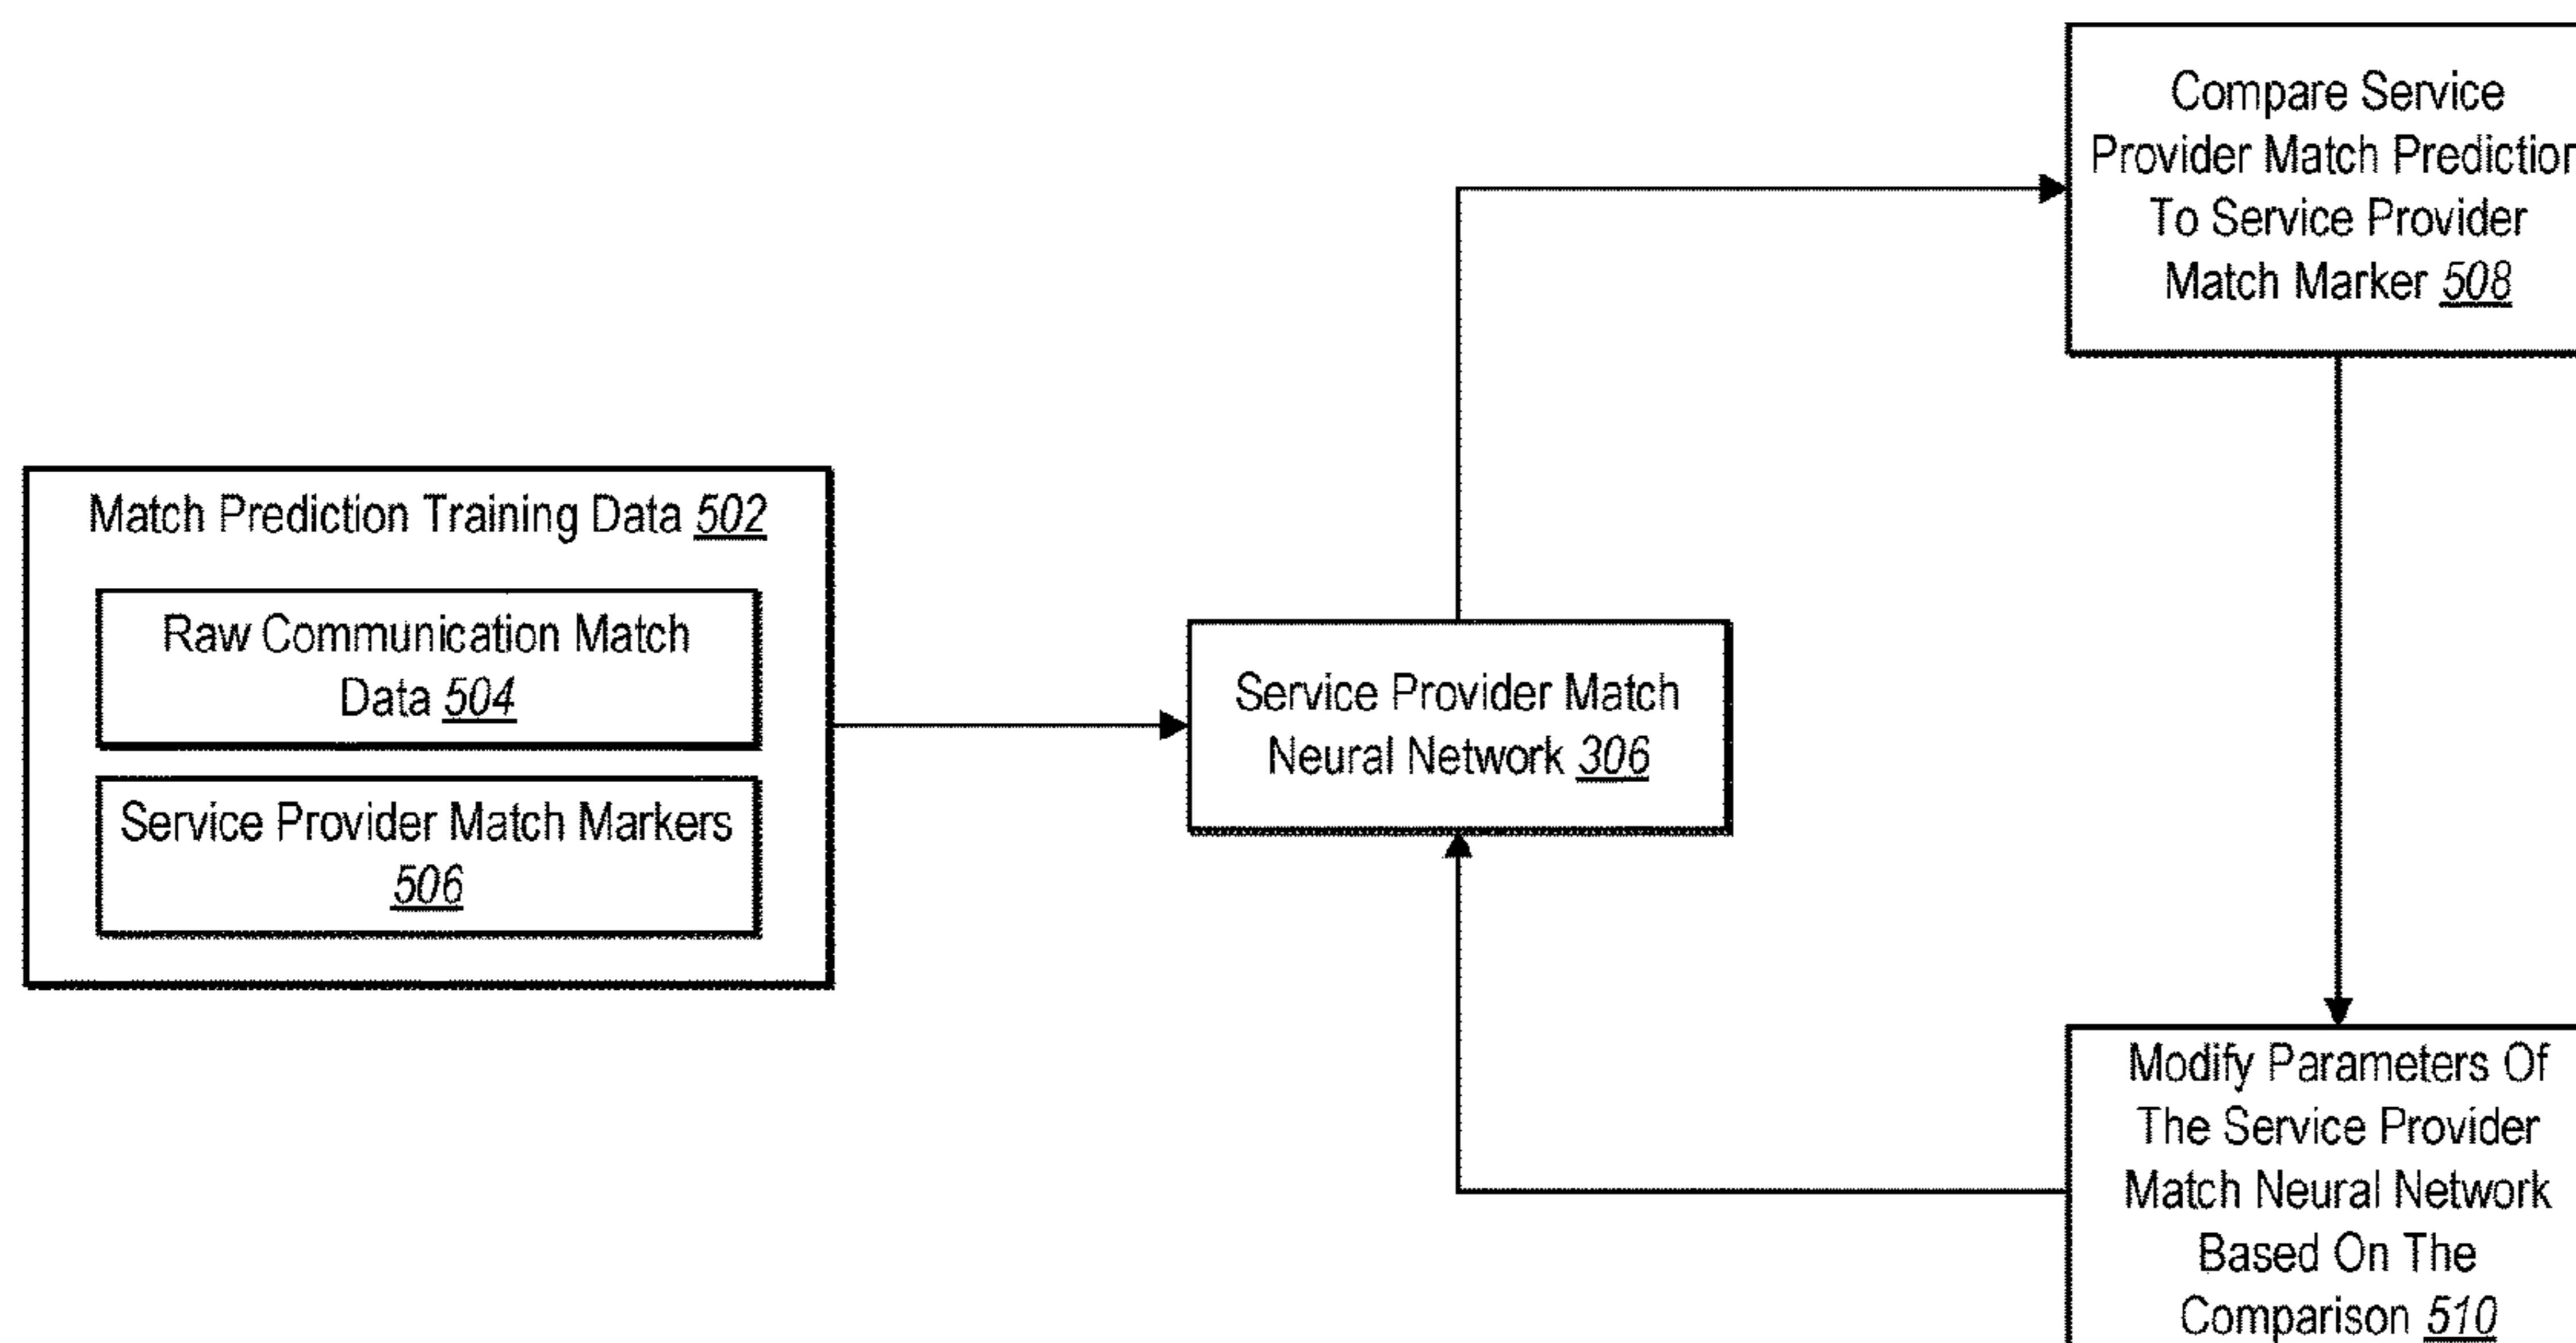 Match Prediction Training Data 502
Raw Communication Match
Data 504
Service Provider Match Markers
506
Service Provider Match
Neural Network 306
Compare Service
Provider Match Prediction
To Service Provider
Match Marker 508
Modify Parameters Of
The Service Provider
Match Neural Network
Based On The
Comparison 510